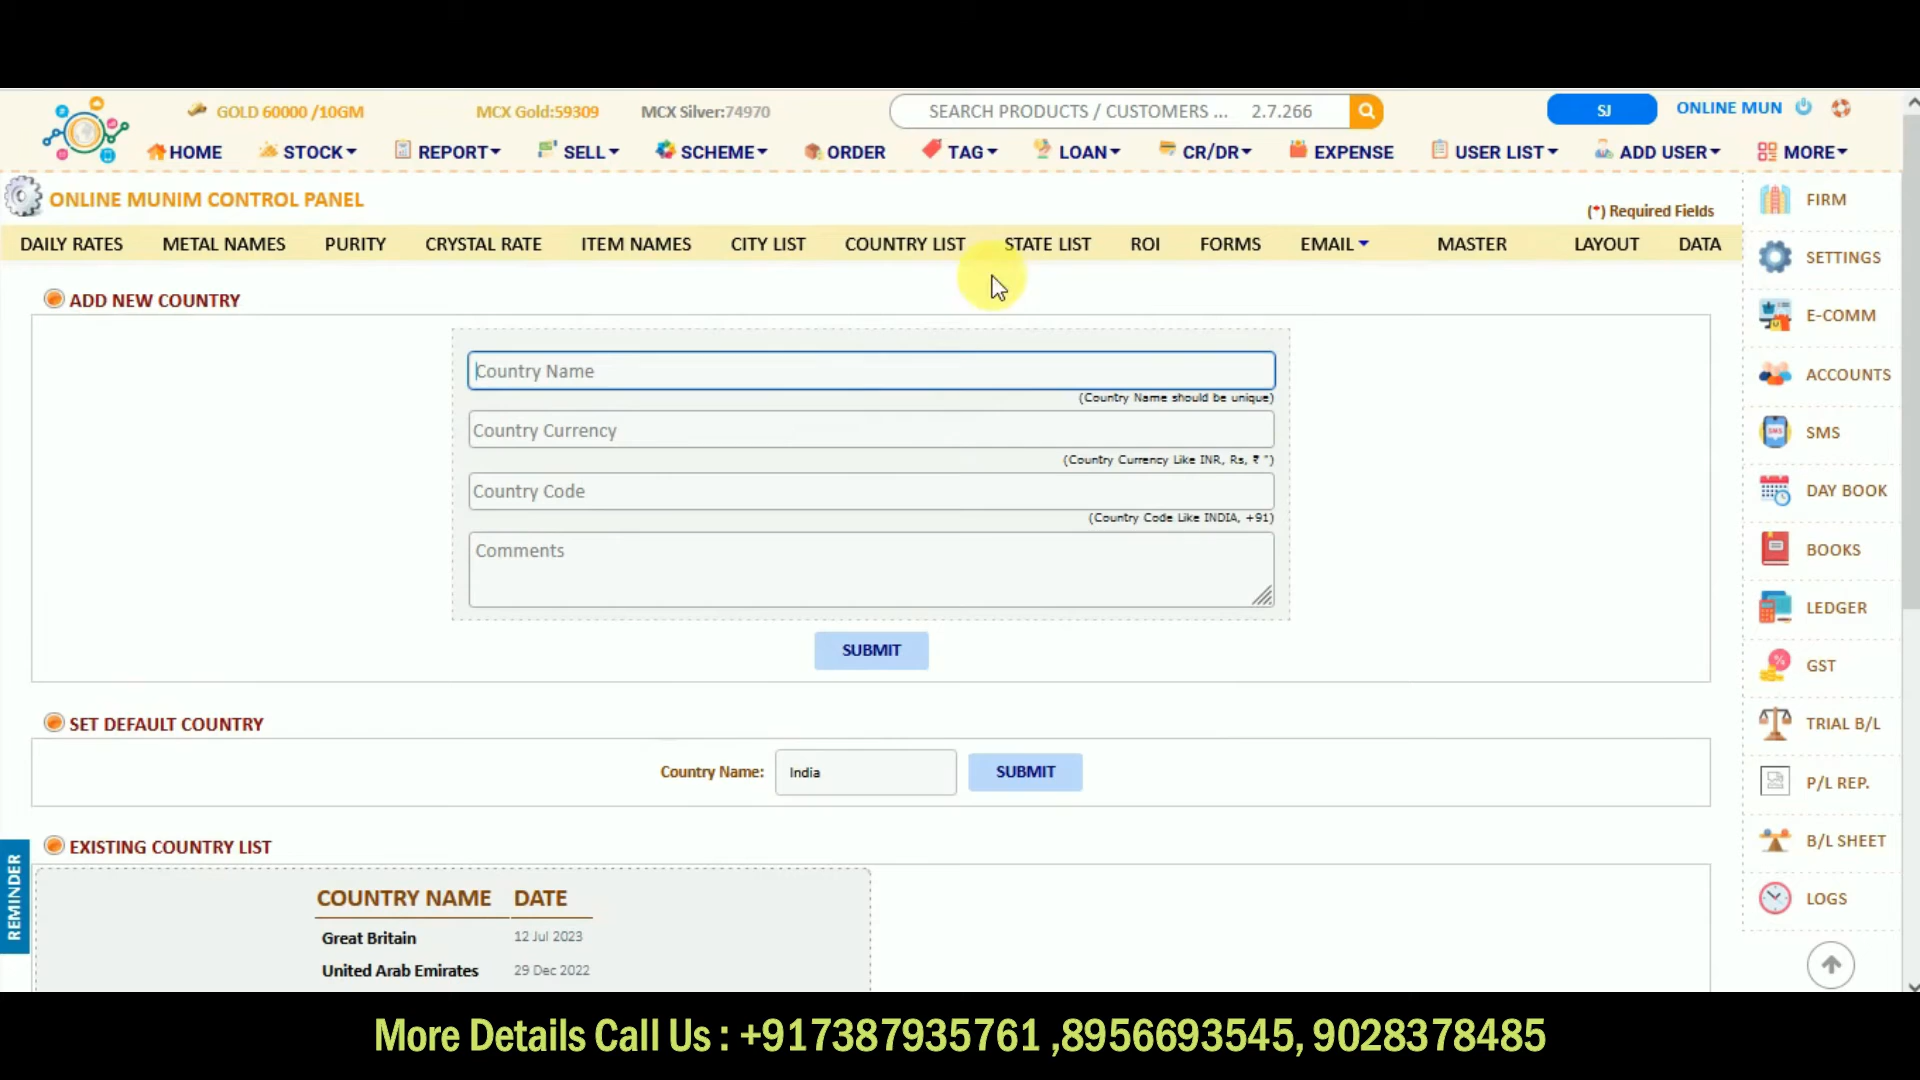 GOLD 60000 /10GM MCX Gold:59309 MCX Silver:74970 SEARCH PRODUCTS / CUSTOMERS ... 2.7.266 SJ ONLINE MUN
HOME STOCK REPORT SELL SCHEME ORDER TAG LOAN CR/DR EXPENSE USER LIST ADD USER MORE
ONLINE MUNIM CONTROL PANEL
(*) Required Fields
DAILY RATES METAL NAMES PURITY CRYSTAL RATE ITEM NAMES CITY LIST COUNTRY LIST STATE LIST ROI FORMS EMAIL MASTER LAYOUT DATA
ADD NEW COUNTRY
Country Name
(Country Name should be unique)
Country Currency
(Country Currency Like INR, Rs, ₹ ")
Country Code
(Country Code Like INDIA, +91)
Comments
SUBMIT
SET DEFAULT COUNTRY
Country Name: India SUBMIT
EXISTING COUNTRY LIST
COUNTRY NAME DATE
Great Britain 12 Jul 2023
United Arab Emirates 29 Dec 2022
FIRM
SETTINGS
E-COMM
ACCOUNTS
SMS
DAY BOOK
BOOKS
LEDGER
GST
TRIAL B/L
P/L REP.
B/L SHEET
LOGS
REMINDER
More Details Call Us : +917387935761 ,8956693545, 9028378485